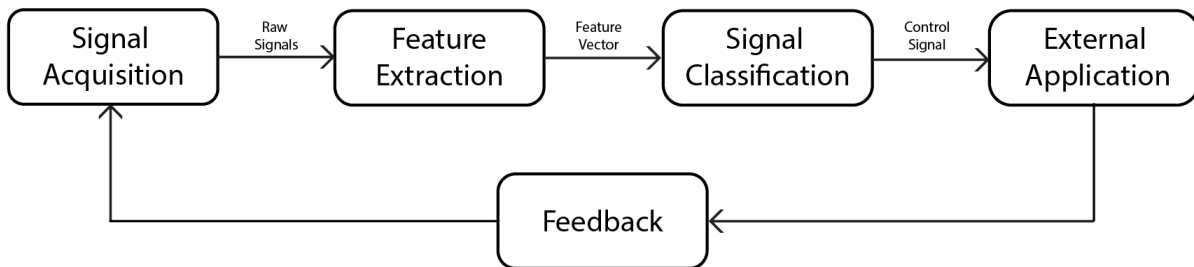 Signal
Acquisition
Raw
Signals
Feature
Extraction
Feature
Vector
Signal
Classification
Control
Signal
External
Application
Feedback